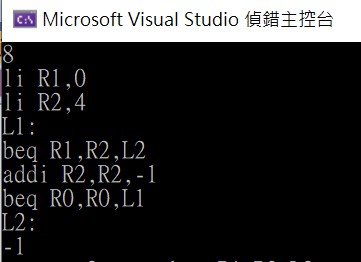 C:\ Microsoft Visual Studio 偵錯主控台
8
li R1,0
li R2,4
L1:
beq R1,R2,L2
addi R2,R2,-1
beq R0,R0,L1
L2:
-1